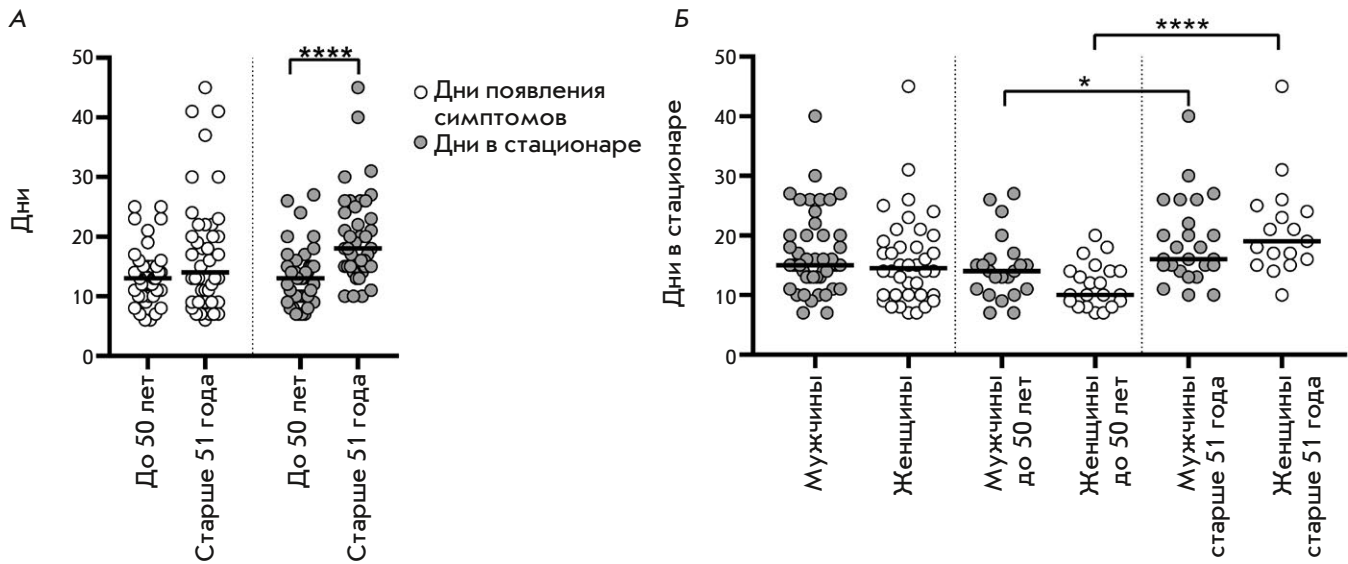 А
Дни
50
40
30
20
10
0
****
До 50 лет
Старше 51 года
До 50 лет
Старше 51 года
Дни появления
симптомов
Дни в стационаре
Б
Дни в стационаре
50
40
30
20
10
0
*
****
Мужчины
Женщины
Мужчины
до 50 лет
Женщины
до 50 лет
Мужчины
старше 51 года
Женщины
старше 51 года